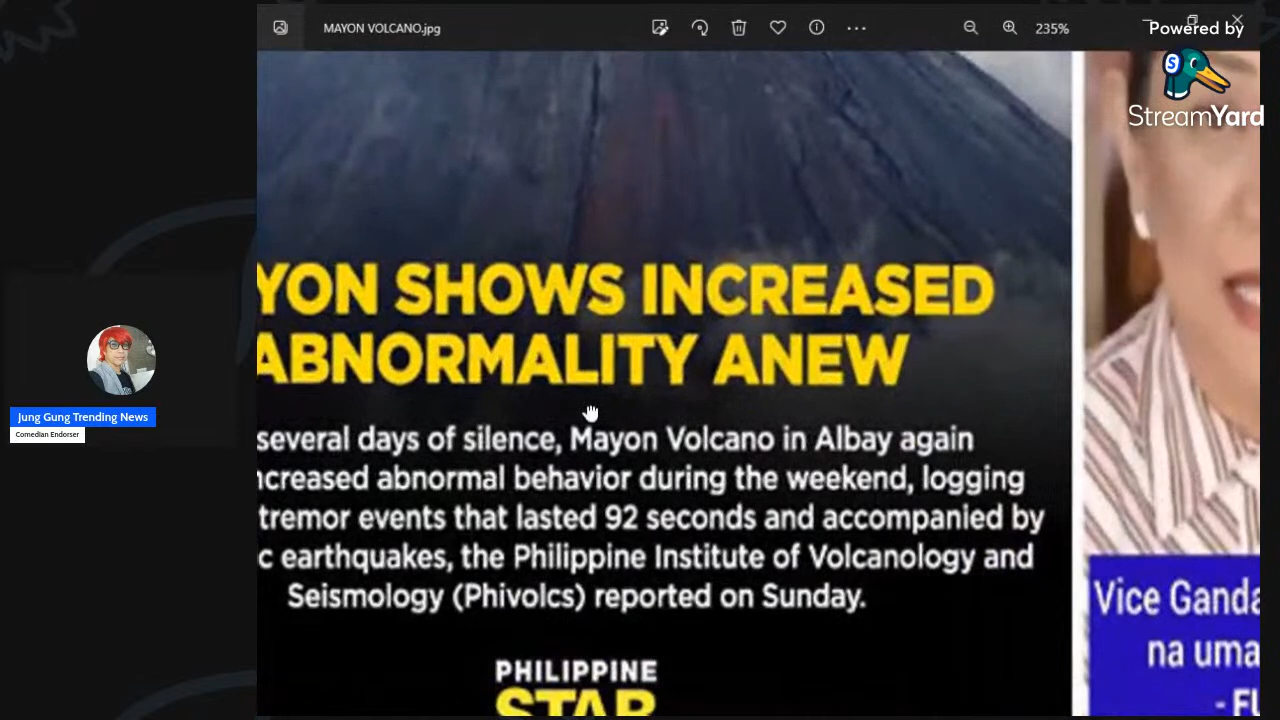 MAYON VOLCANO.jpg
235%
Powered by
S
StreamYard
YON SHOWS INCREASED
ABNORMALITY ANEW
several days of silence, Mayon Volcano in Albay again
ncreased abnormal behavior during the weekend, logging
tremor events that lasted 92 seconds and accompanied by
c earthquakes, the Philippine Institute of Volcanology and
Seismology (Phivolcs) reported on Sunday.
PHILIPPINE
STAR
Jung Gung Trending News
Comedian Endorser
Vice Ganda
na uma
- FU